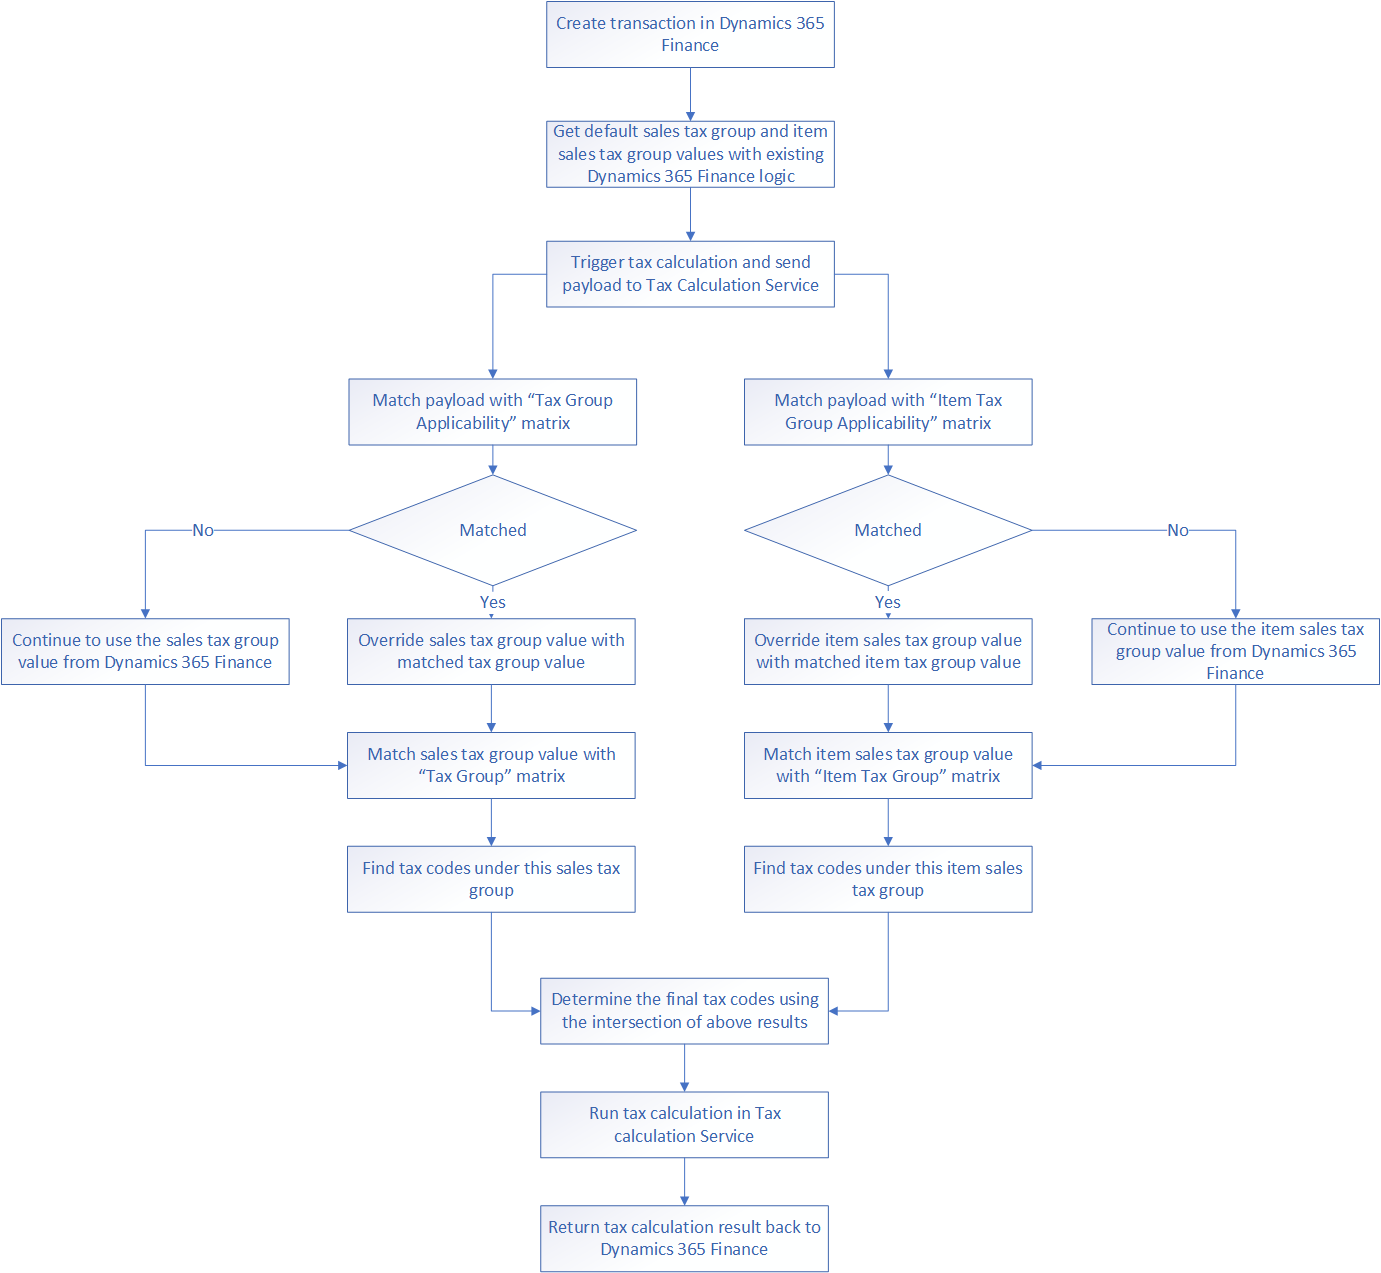 Create transaction in Dynamics 365
Finance
Get default sales tax group and item
sales tax group values with existing
Dynamics 365 Finance logic
Trigger tax calculation and send
payload to Tax Calculation Service
Match payload with “Tax Group
Applicability” matrix
Match payload with “Item Tax
Group Applicability” matrix
Matched
Matched
No
No
Yes
Yes
Continue to use the sales tax group
value from Dynamics 365 Finance
Override sales tax group value with
matched tax group value
Override item sales tax group value
with matched item tax group value
Continue to use the item sales tax
group value from Dynamics 365
Finance
Match sales tax group value with
“Tax Group” matrix
Match item sales tax group value
with “Item Tax Group” matrix
Find tax codes under this sales tax
group
Find tax codes under this item sales
tax group
Determine the final tax codes using
the intersection of above results
Run tax calculation in Tax
calculation Service
Return tax calculation result back to
Dynamics 365 Finance